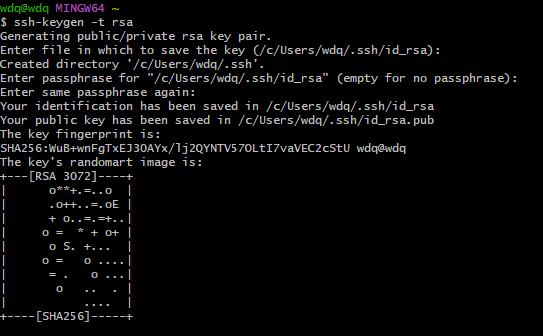 wdq@wdq MINGW64 ~
$ ssh-keygen -t rsa
Generating public/private rsa key pair.
Enter file in which to save the key (/c/Users/wdq/.ssh/id_rsa):
Created directory '/c/Users/wdq/.ssh'.
Enter passphrase for "/c/Users/wdq/.ssh/id_rsa" (empty for no passphrase):
Enter same passphrase again:
Your identification has been saved in /c/Users/wdq/.ssh/id_rsa
Your public key has been saved in /c/Users/wdq/.ssh/id_rsa.pub
The key fingerprint is:
SHA256:WuB+wnFgTxEJ3OAYx/lj2QYNTV57OLtI7vaVEC2cStU wdq@wdq
The key's randomart image is:
+---[RSA 3072]----+
|      o**+.=..o  |
|      .o++..=.oE |
|      + o..=.=+..|
|     o =  * + o+ |
|      o S. +...  |
|     o =   o ....|
|      = .   o ...|
|       o   ..  . |
|           ....  |
+----[SHA256]-----+